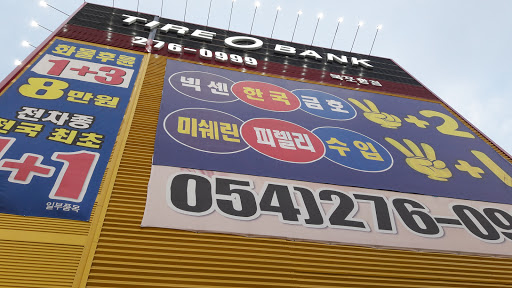 TIRE BANK
276-0999
화물후륜
1+3
8만원
전차종
전국 최초
1+1
일부품목
넥센 한국 금호 +2
미쉐린 피렐리 수입 +1
054)276-09